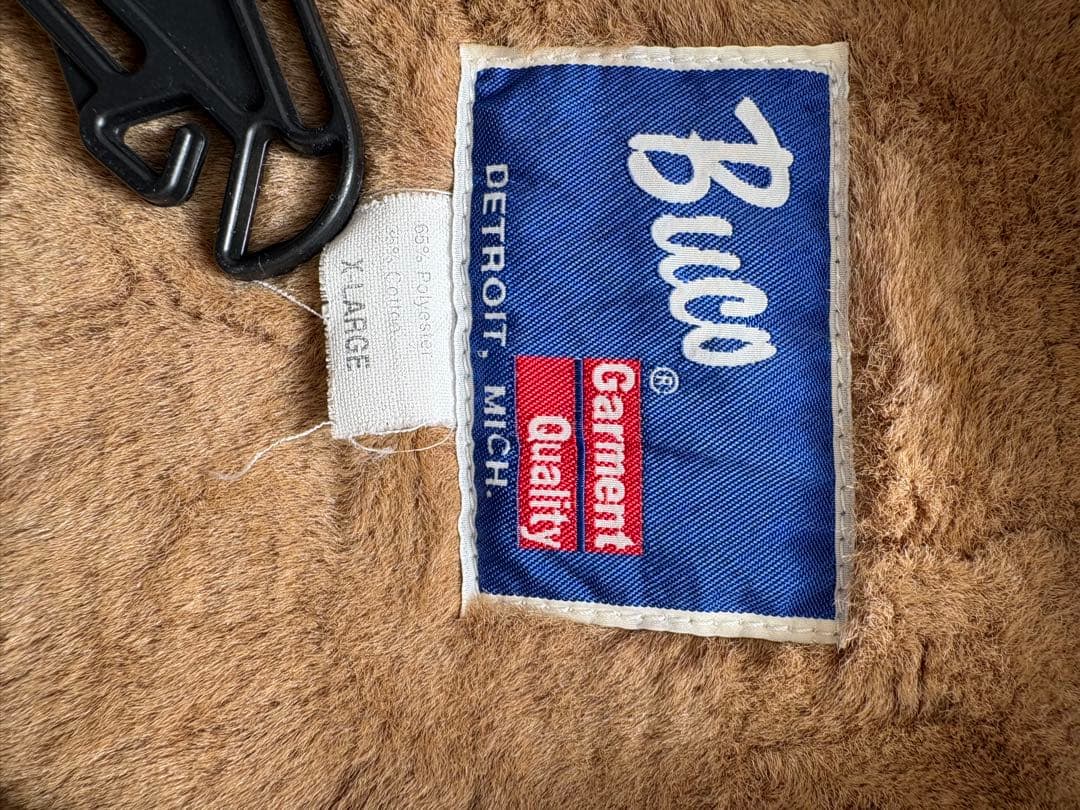 Buco
®
Garment
Quality
DETROIT, MICH.
65% Polyester
35% Cotton
X LARGE